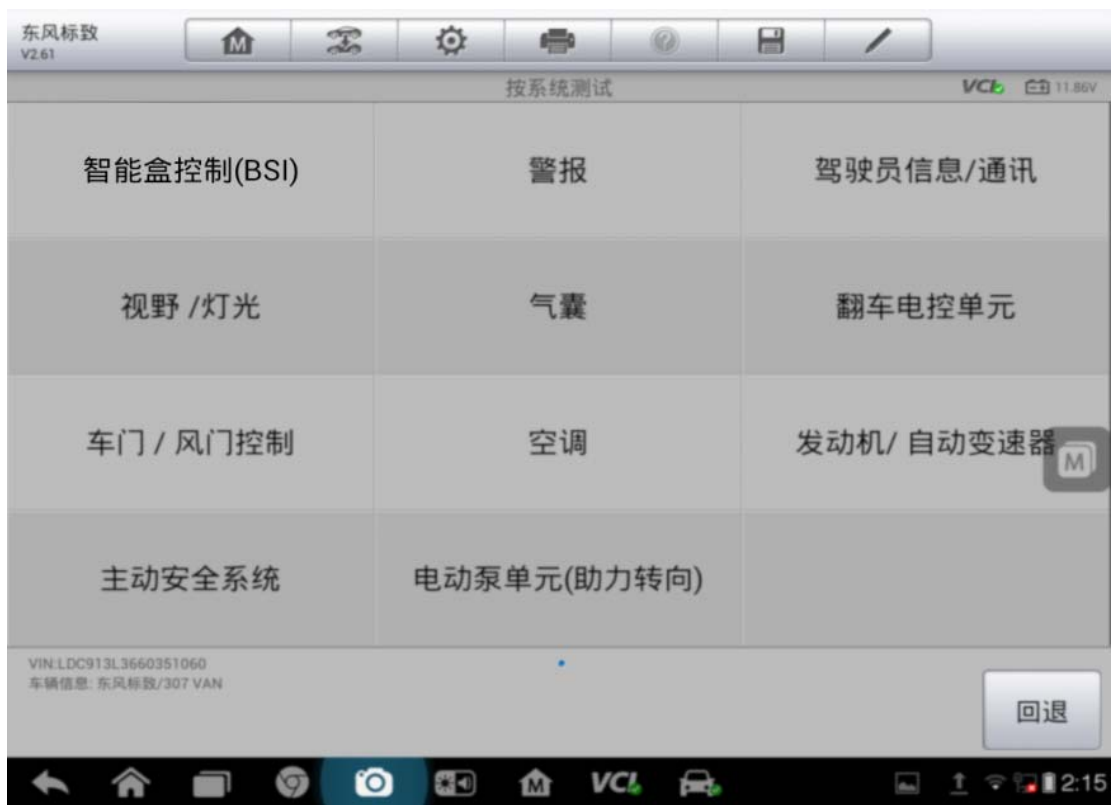 东风标致
V2.61
按系统测试
VCI 11.86V
智能盒控制(BSI) 警报 驾驶员信息/通讯
视野 /灯光 气囊 翻车电控单元
车门 / 风门控制 空调 发动机/ 自动变速器
M
主动安全系统 电动泵单元(助力转向)
VIN:LDC913L3660351060
车辆信息: 东风标致/307 VAN
回退
M VCI 2:15